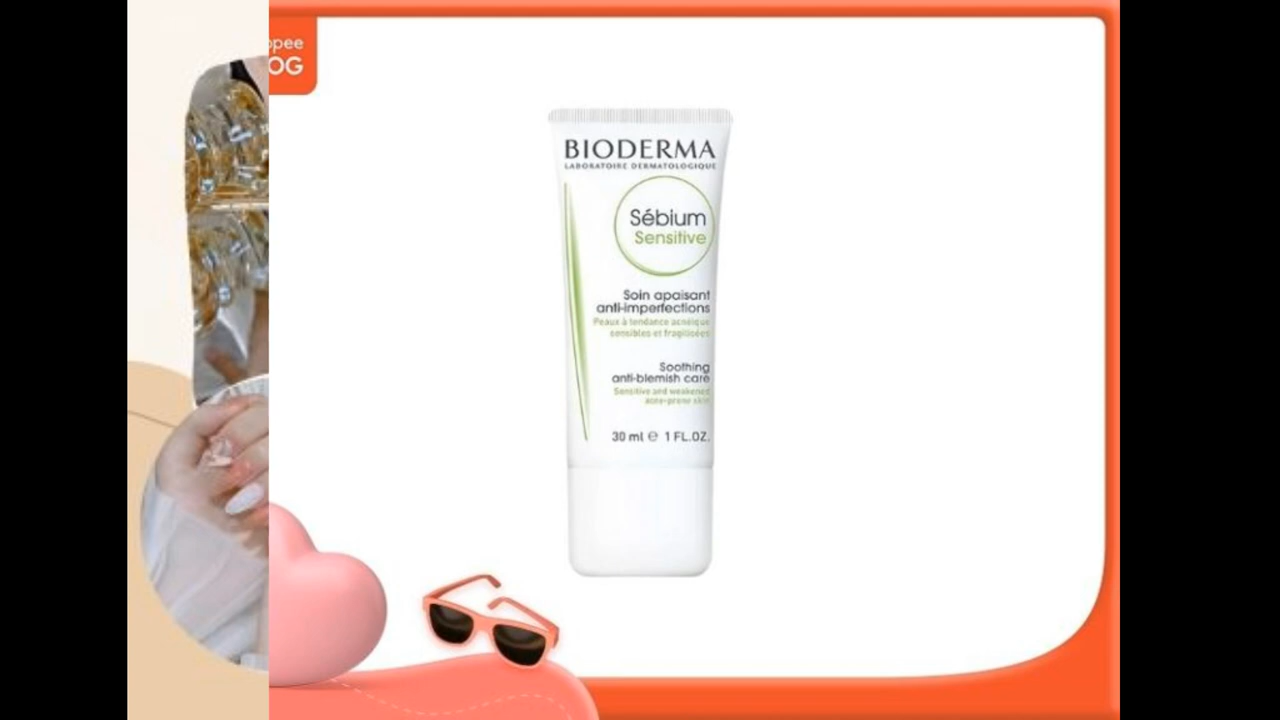 opee
OG
BIODERMA
LABORATOIRE DERMATOLOGIQUE
Sébium
Sensitive
Soin apaisant
anti-imperfections
Peaux à tendance acnéique
sensibles et fragilisées
Soothing
anti-blemish care
Sensitive and weakened
acne-prone skin
30 ml e 1 FL.OZ.